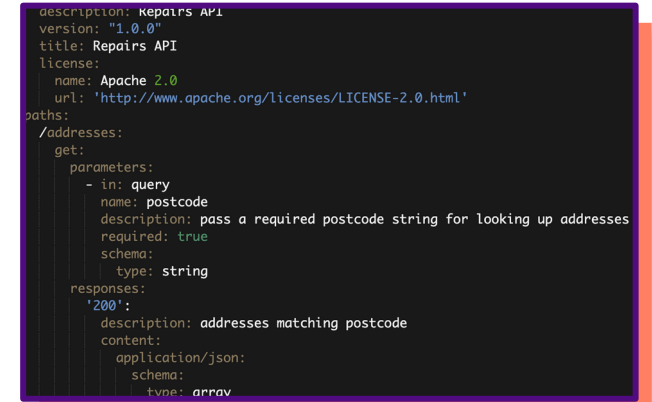 description: Repairs API
version: "1.0.0"
title: Repairs API
license:
name: Apache 2.0
url: 'http://www.apache.org/licenses/LICENSE-2.0.html'
paths:
/addresses:
get:
parameters:
- in: query
name: postcode
description: pass a required postcode string for looking up addresses
required: true
schema:
type: string
responses:
'200':
description: addresses matching postcode
content:
application/json:
schema:
type: array